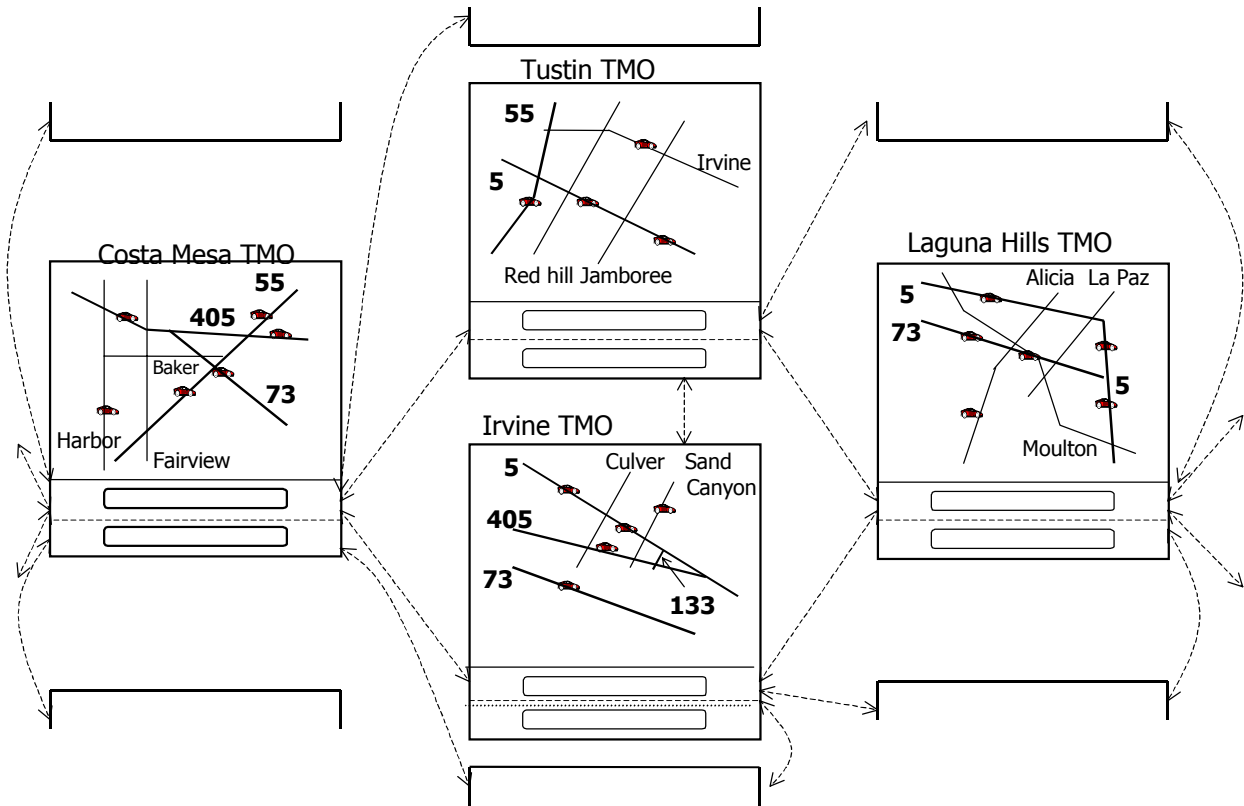 Tustin TMO
55
5
Irvine
Red hill Jamboree
Costa Mesa TMO
55
405
Baker
73
Harbor
Fairview
Irvine TMO
5
Culver
Sand
Canyon
405
73
133
Laguna Hills TMO
Alicia La Paz
5
73
5
Moulton